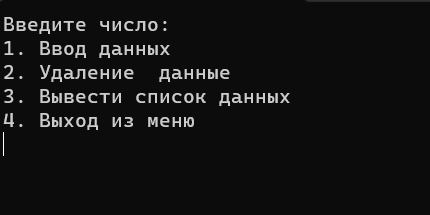 Введите число:
1. Ввод данных
2. Удаление  данные
3. Вывести список данных
4. Выход из меню